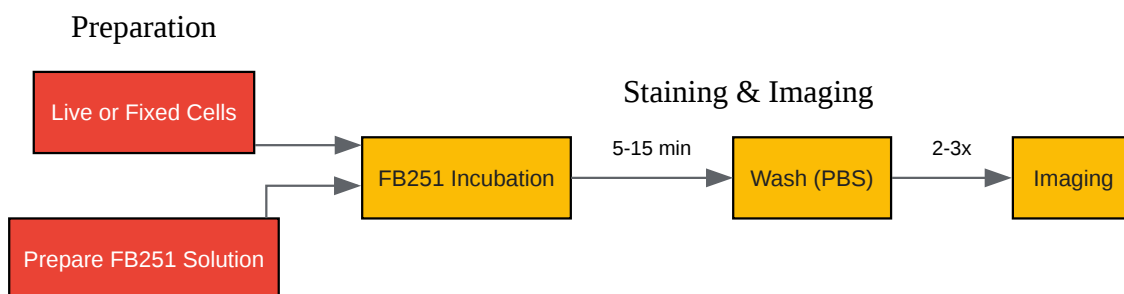 Preparation
Live or Fixed Cells
Staining & Imaging
5-15 min
2-3x
FB251 Incubation
Wash (PBS)
Imaging
Prepare FB251 Solution